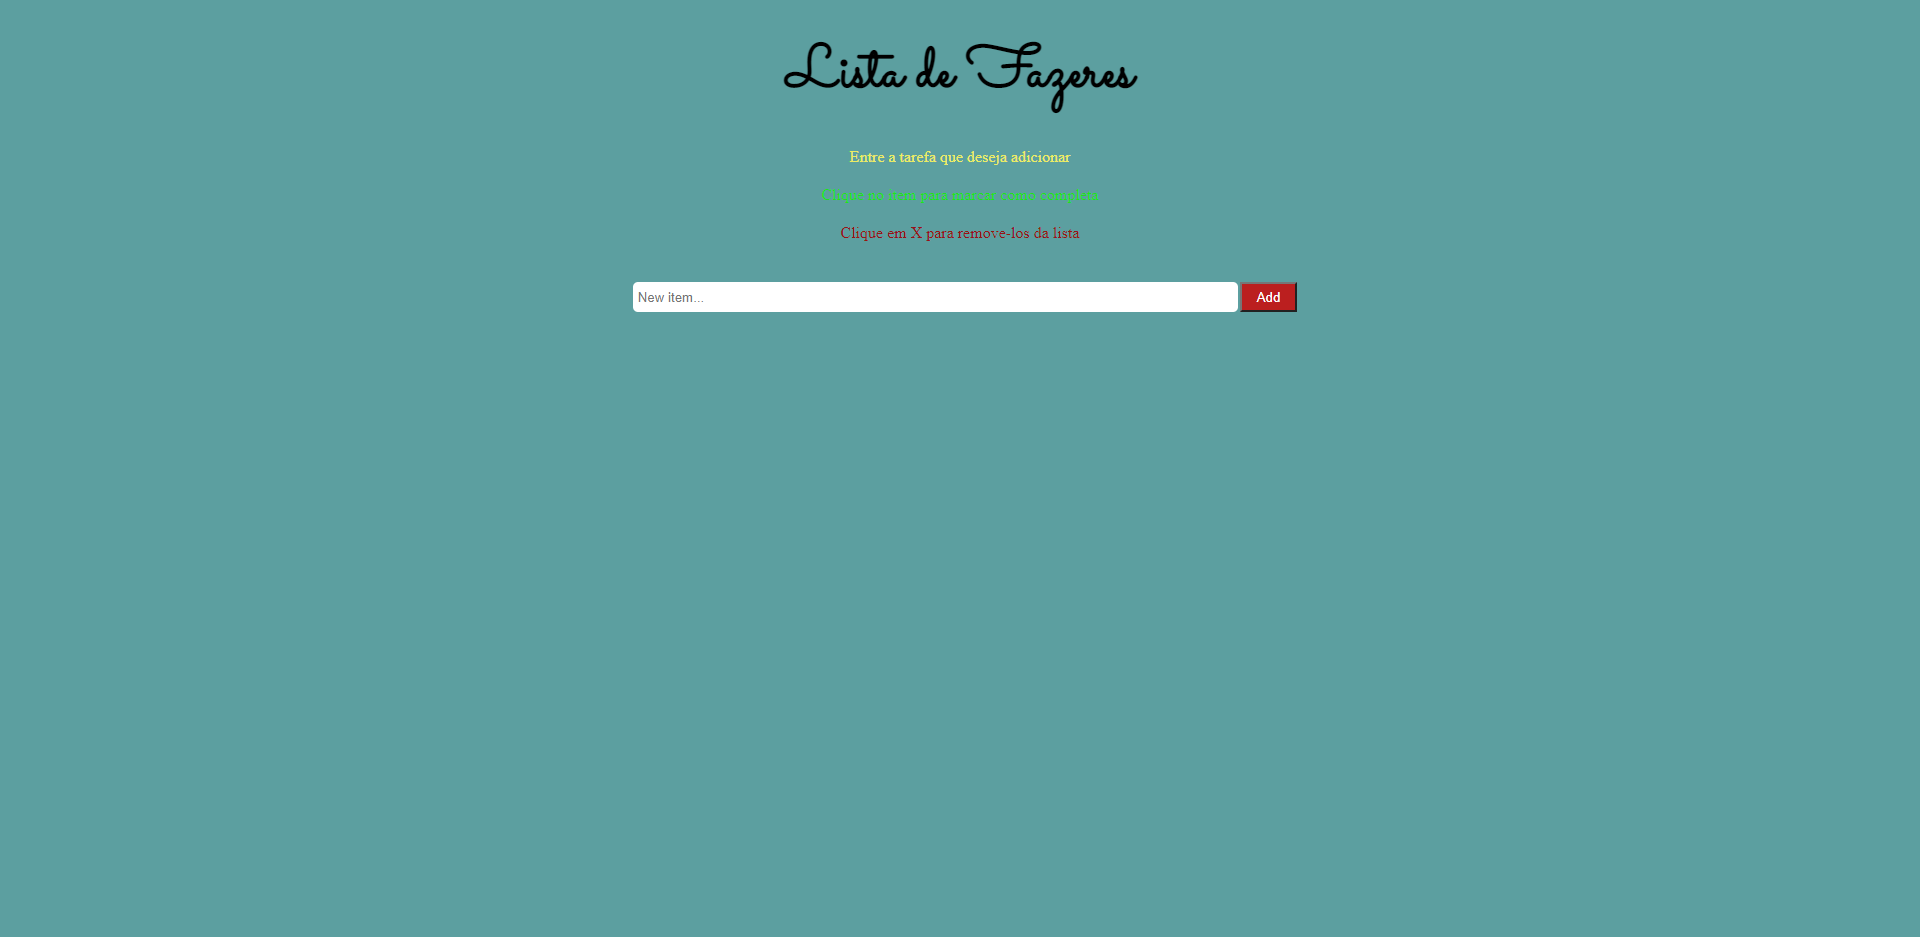 Lista de Fazeres
Entre a tarefa que deseja adicionar
Clique no item para marcar como completa
Clique em X para remove-los da lista
New item...
Add